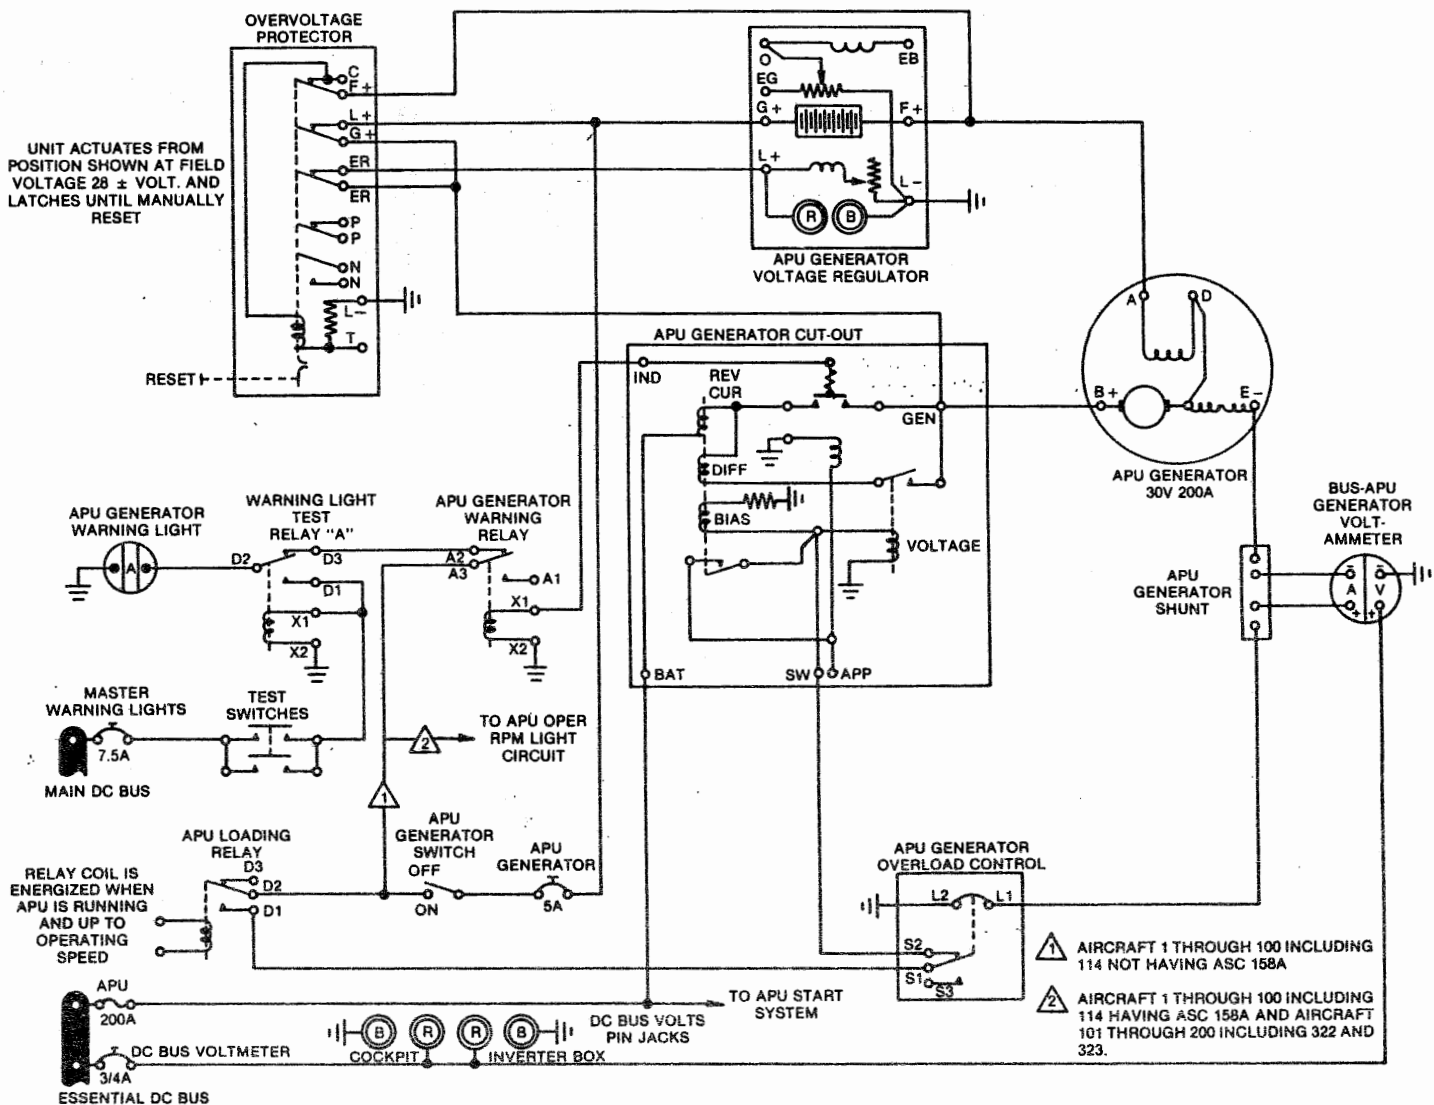 OVERVOLTAGE
PROTECTOR
C
F+
L+
G+
ER
ER
P
P
N
N
L-
T
RESET
UNIT ACTUATES FROM
POSITION SHOWN AT FIELD
VOLTAGE 28 ± VOLT. AND
LATCHES UNTIL MANUALLY
RESET
O
EB
EG
G+
F+
L+
L-
R
B
APU GENERATOR
VOLTAGE REGULATOR
APU GENERATOR CUT-OUT
IND
REV
CUR
GEN
DIFF
BIAS
VOLTAGE
BAT
SW
APP
A
D
B+
E-
APU GENERATOR
30V 200A
BUS-APU
GENERATOR
VOLT-
AMMETER
- -
A V
+ +
APU
GENERATOR
SHUNT
APU GENERATOR
WARNING LIGHT
A
WARNING LIGHT
TEST
RELAY "A"
D2
D3
D1
X1
X2
APU GENERATOR
WARNING
RELAY
A2
A3
A1
X1
X2
MASTER
WARNING LIGHTS
7.5A
MAIN DC BUS
TEST
SWITCHES
2
TO APU OPER
RPM LIGHT
CIRCUIT
1
APU LOADING
RELAY
D3
D2
D1
APU
GENERATOR
SWITCH
OFF
ON
APU
GENERATOR
5A
RELAY COIL IS
ENERGIZED WHEN
APU IS RUNNING
AND UP TO
OPERATING
SPEED
APU GENERATOR
OVERLOAD CONTROL
L2
L1
S2
S1
S3
APU
200A
TO APU START
SYSTEM
DC BUS VOLTS
PIN JACKS
B
R
R
B
COCKPIT
INVERTER BOX
DC BUS VOLTMETER
3/4A
ESSENTIAL DC BUS
1 AIRCRAFT 1 THROUGH 100 INCLUDING
114 NOT HAVING ASC 158A
2 AIRCRAFT 1 THROUGH 100 INCLUDING
114 HAVING ASC 158A AND AIRCRAFT
101 THROUGH 200 INCLUDING 322 AND
323.